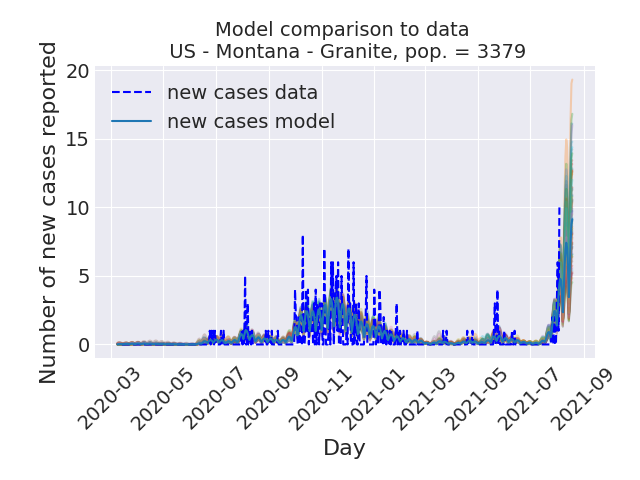 Model comparison to data
US - Montana - Granite, pop. = 3379
Number of new cases reported
20
15
10
5
0
new cases data
new cases model
2020-03
2020-05
2020-07
2020-09
2020-11
2021-01
2021-03
2021-05
2021-07
2021-09
Day